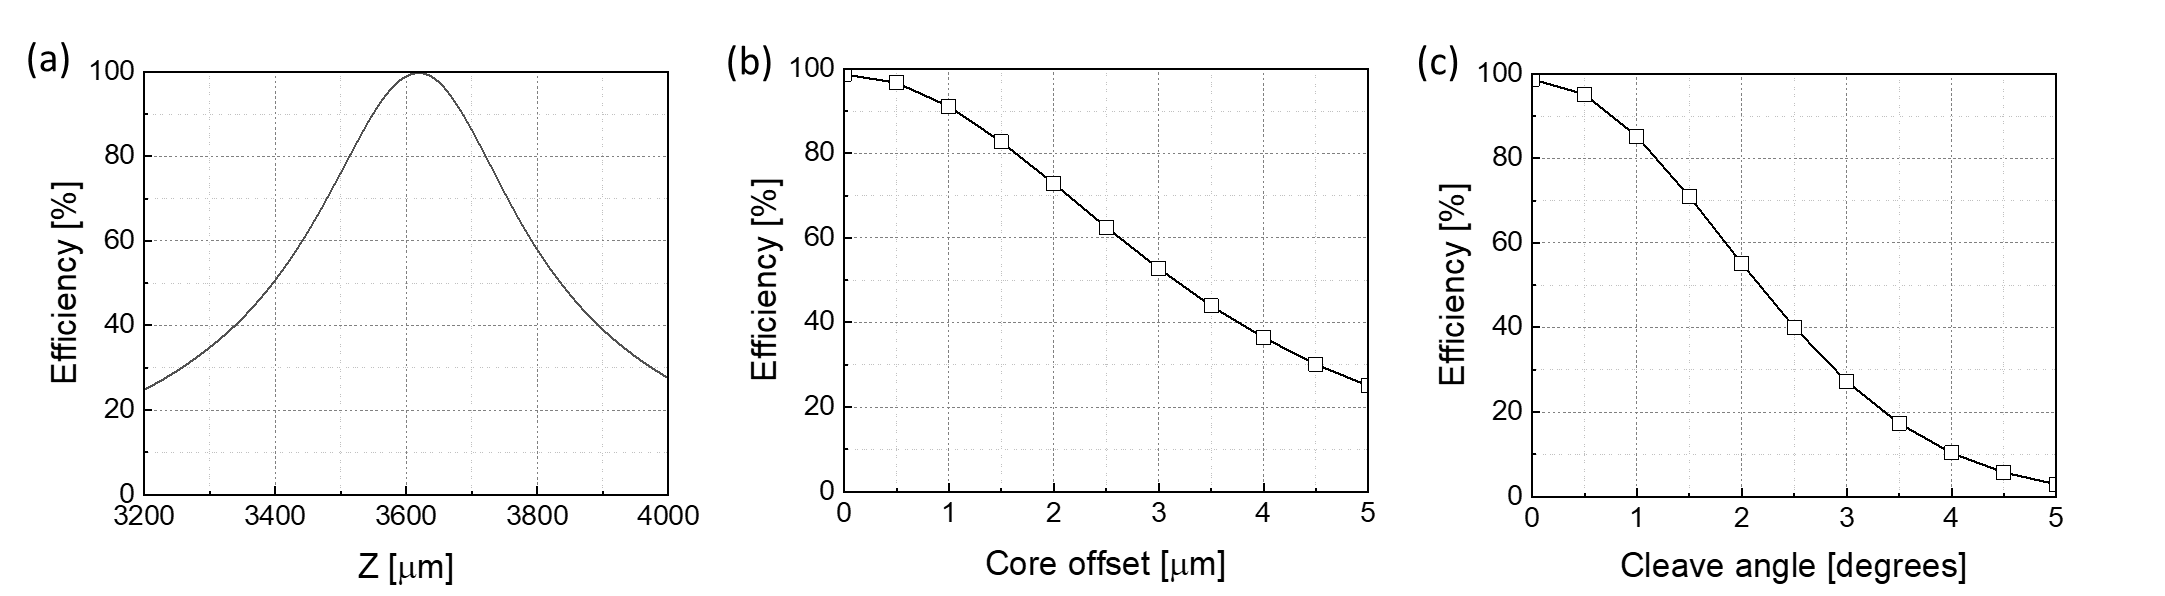 (a)
100
80
60
40
20
0
Efficiency [%]
3200 3400 3600 3800 4000
Z [μm]
(b)
100
80
60
40
20
0
Efficiency [%]
0 1 2 3 4 5
Core offset [μm]
(c)
100
80
60
40
20
0
Efficiency [%]
0 1 2 3 4 5
Cleave angle [degrees]